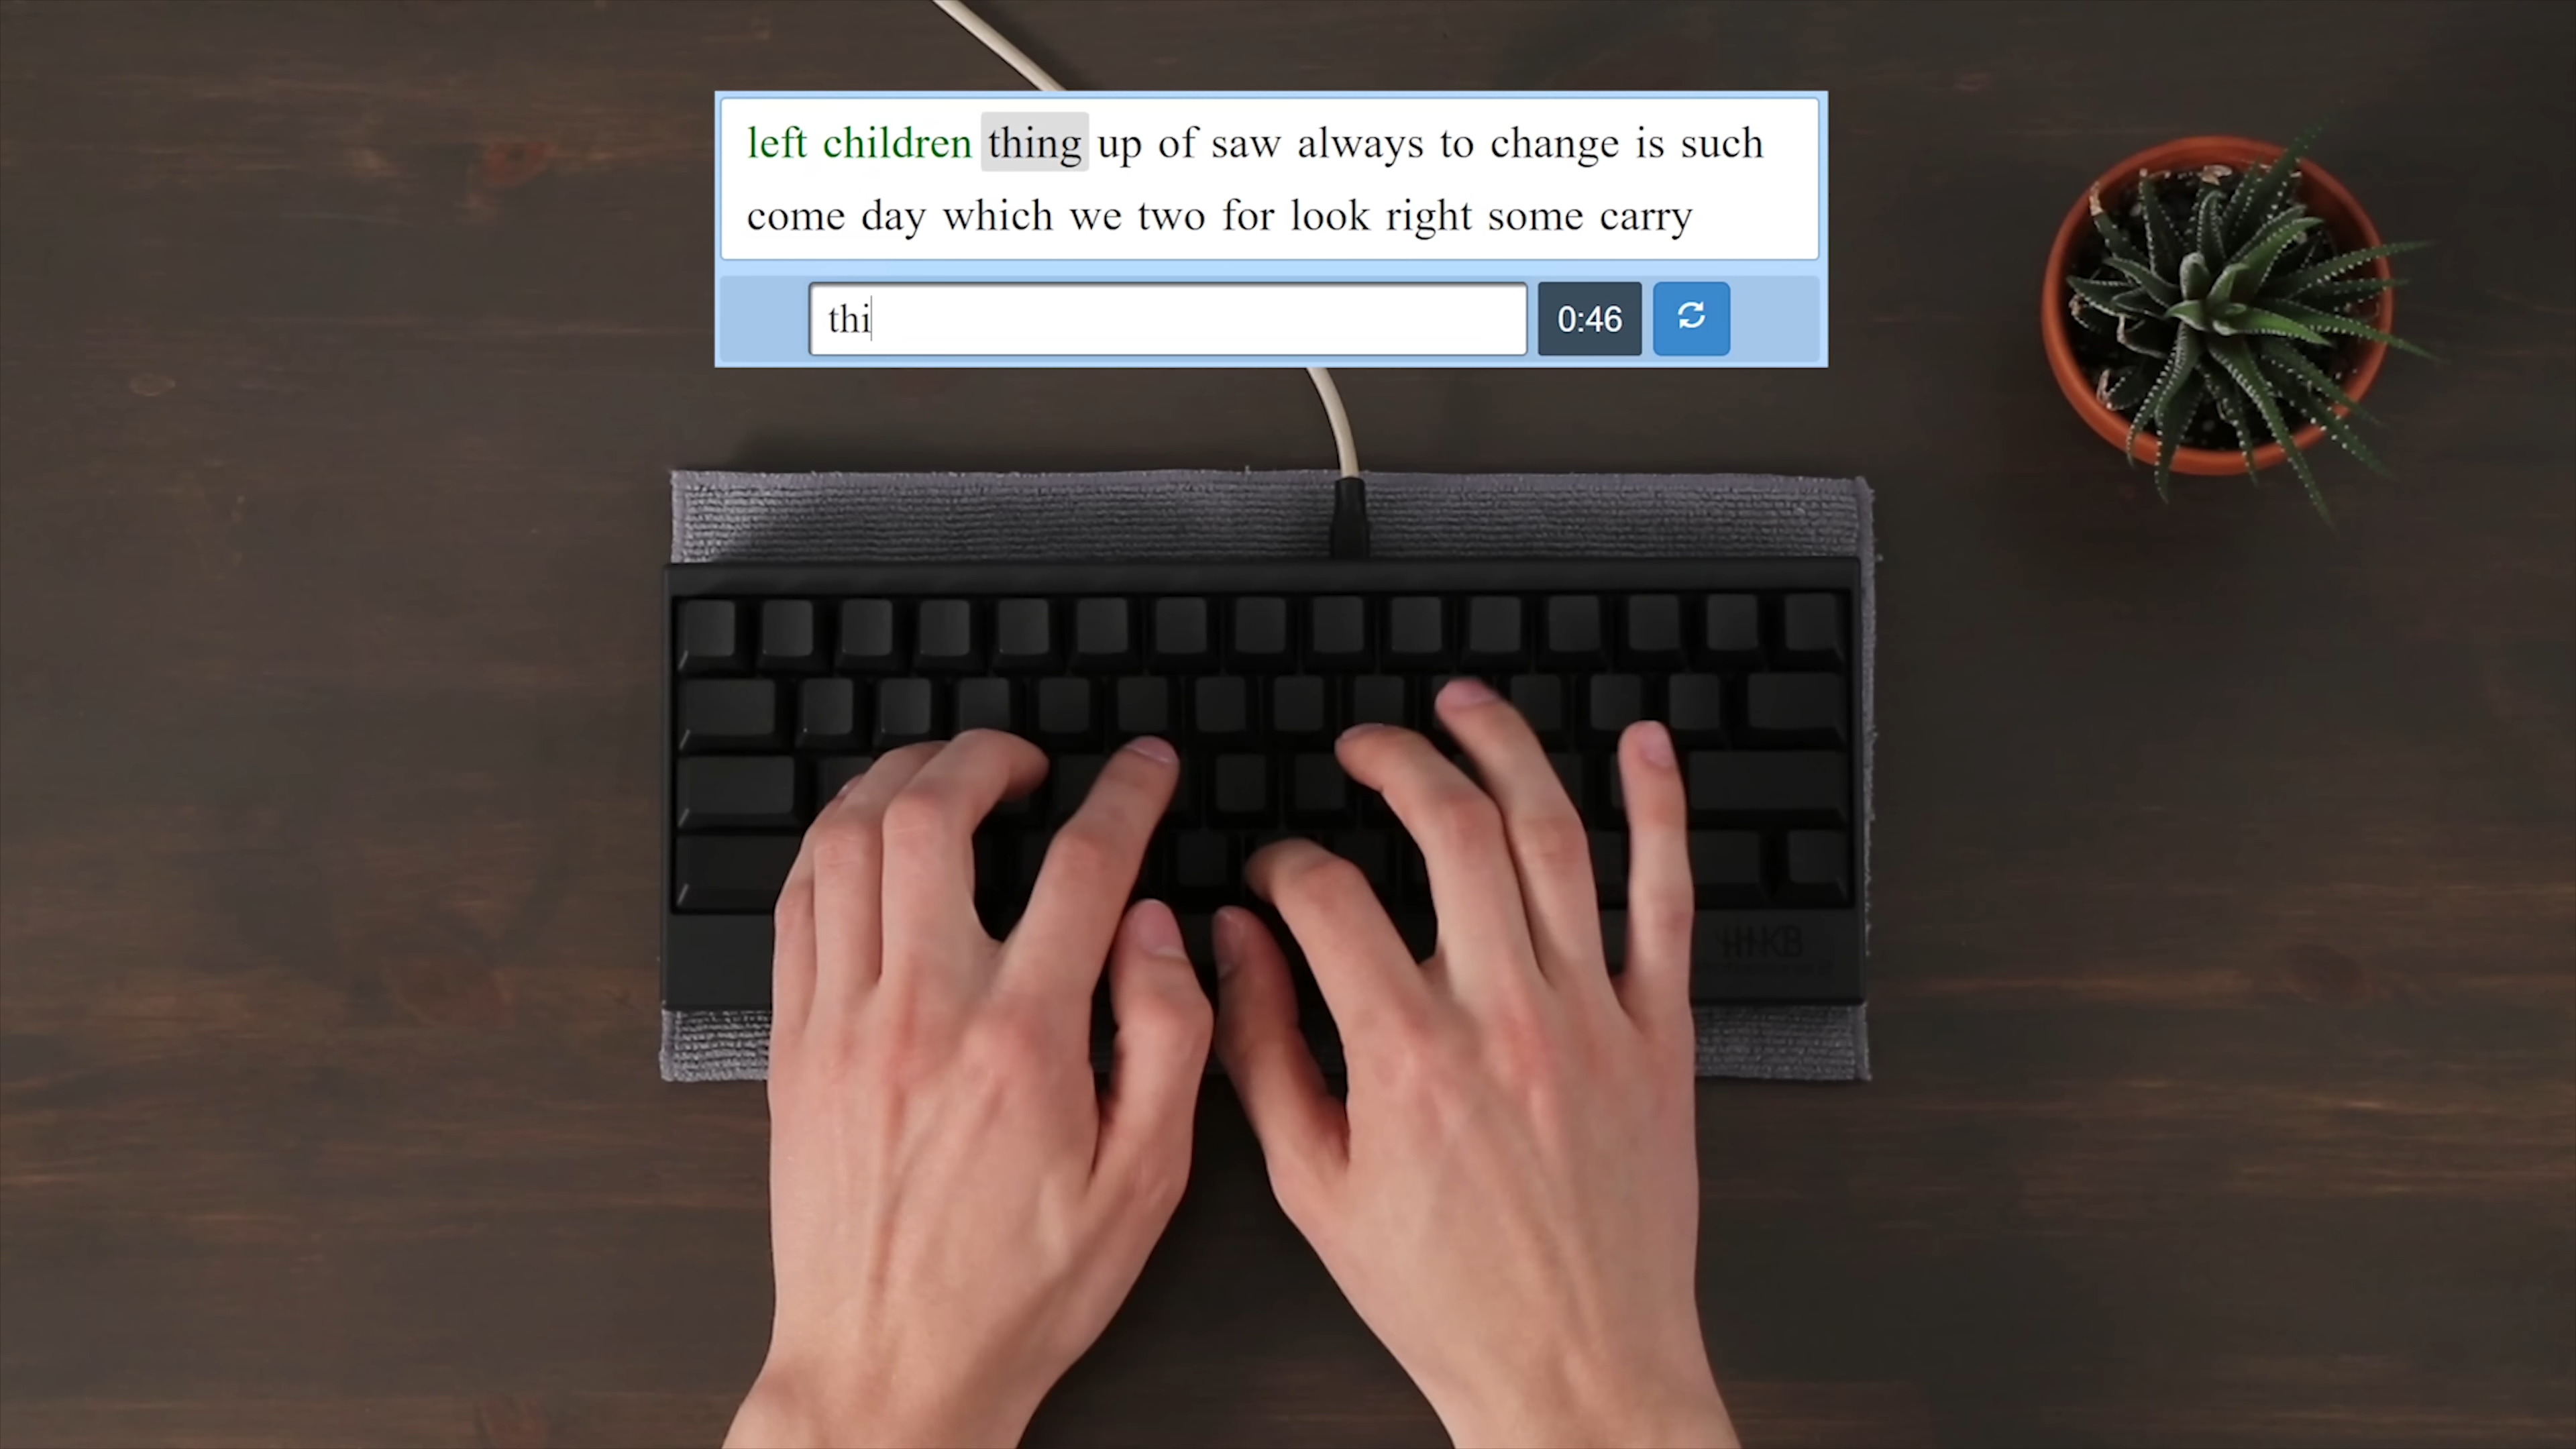 left children thing up of saw always to change is such
come day which we two for look right some carry
thi
0:46
HHKB